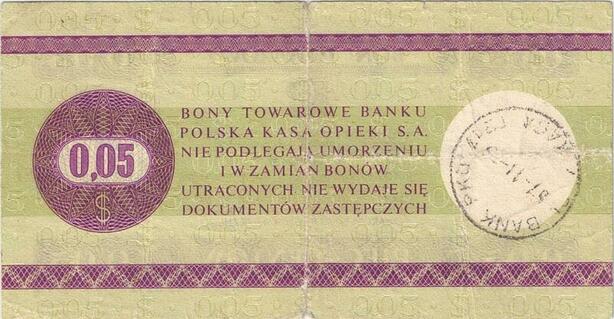 BONY TOWAROWE BANKU
POLSKA KASA OPIEKI S.A.
NIE PODLEGAJĄ UMORZENIU
I W ZAMIAN BONÓW
UTRACONYCH NIE WYDAJE SIĘ
DOKUMENTÓW ZASTĘPCZYCH
0,05
$
BANK